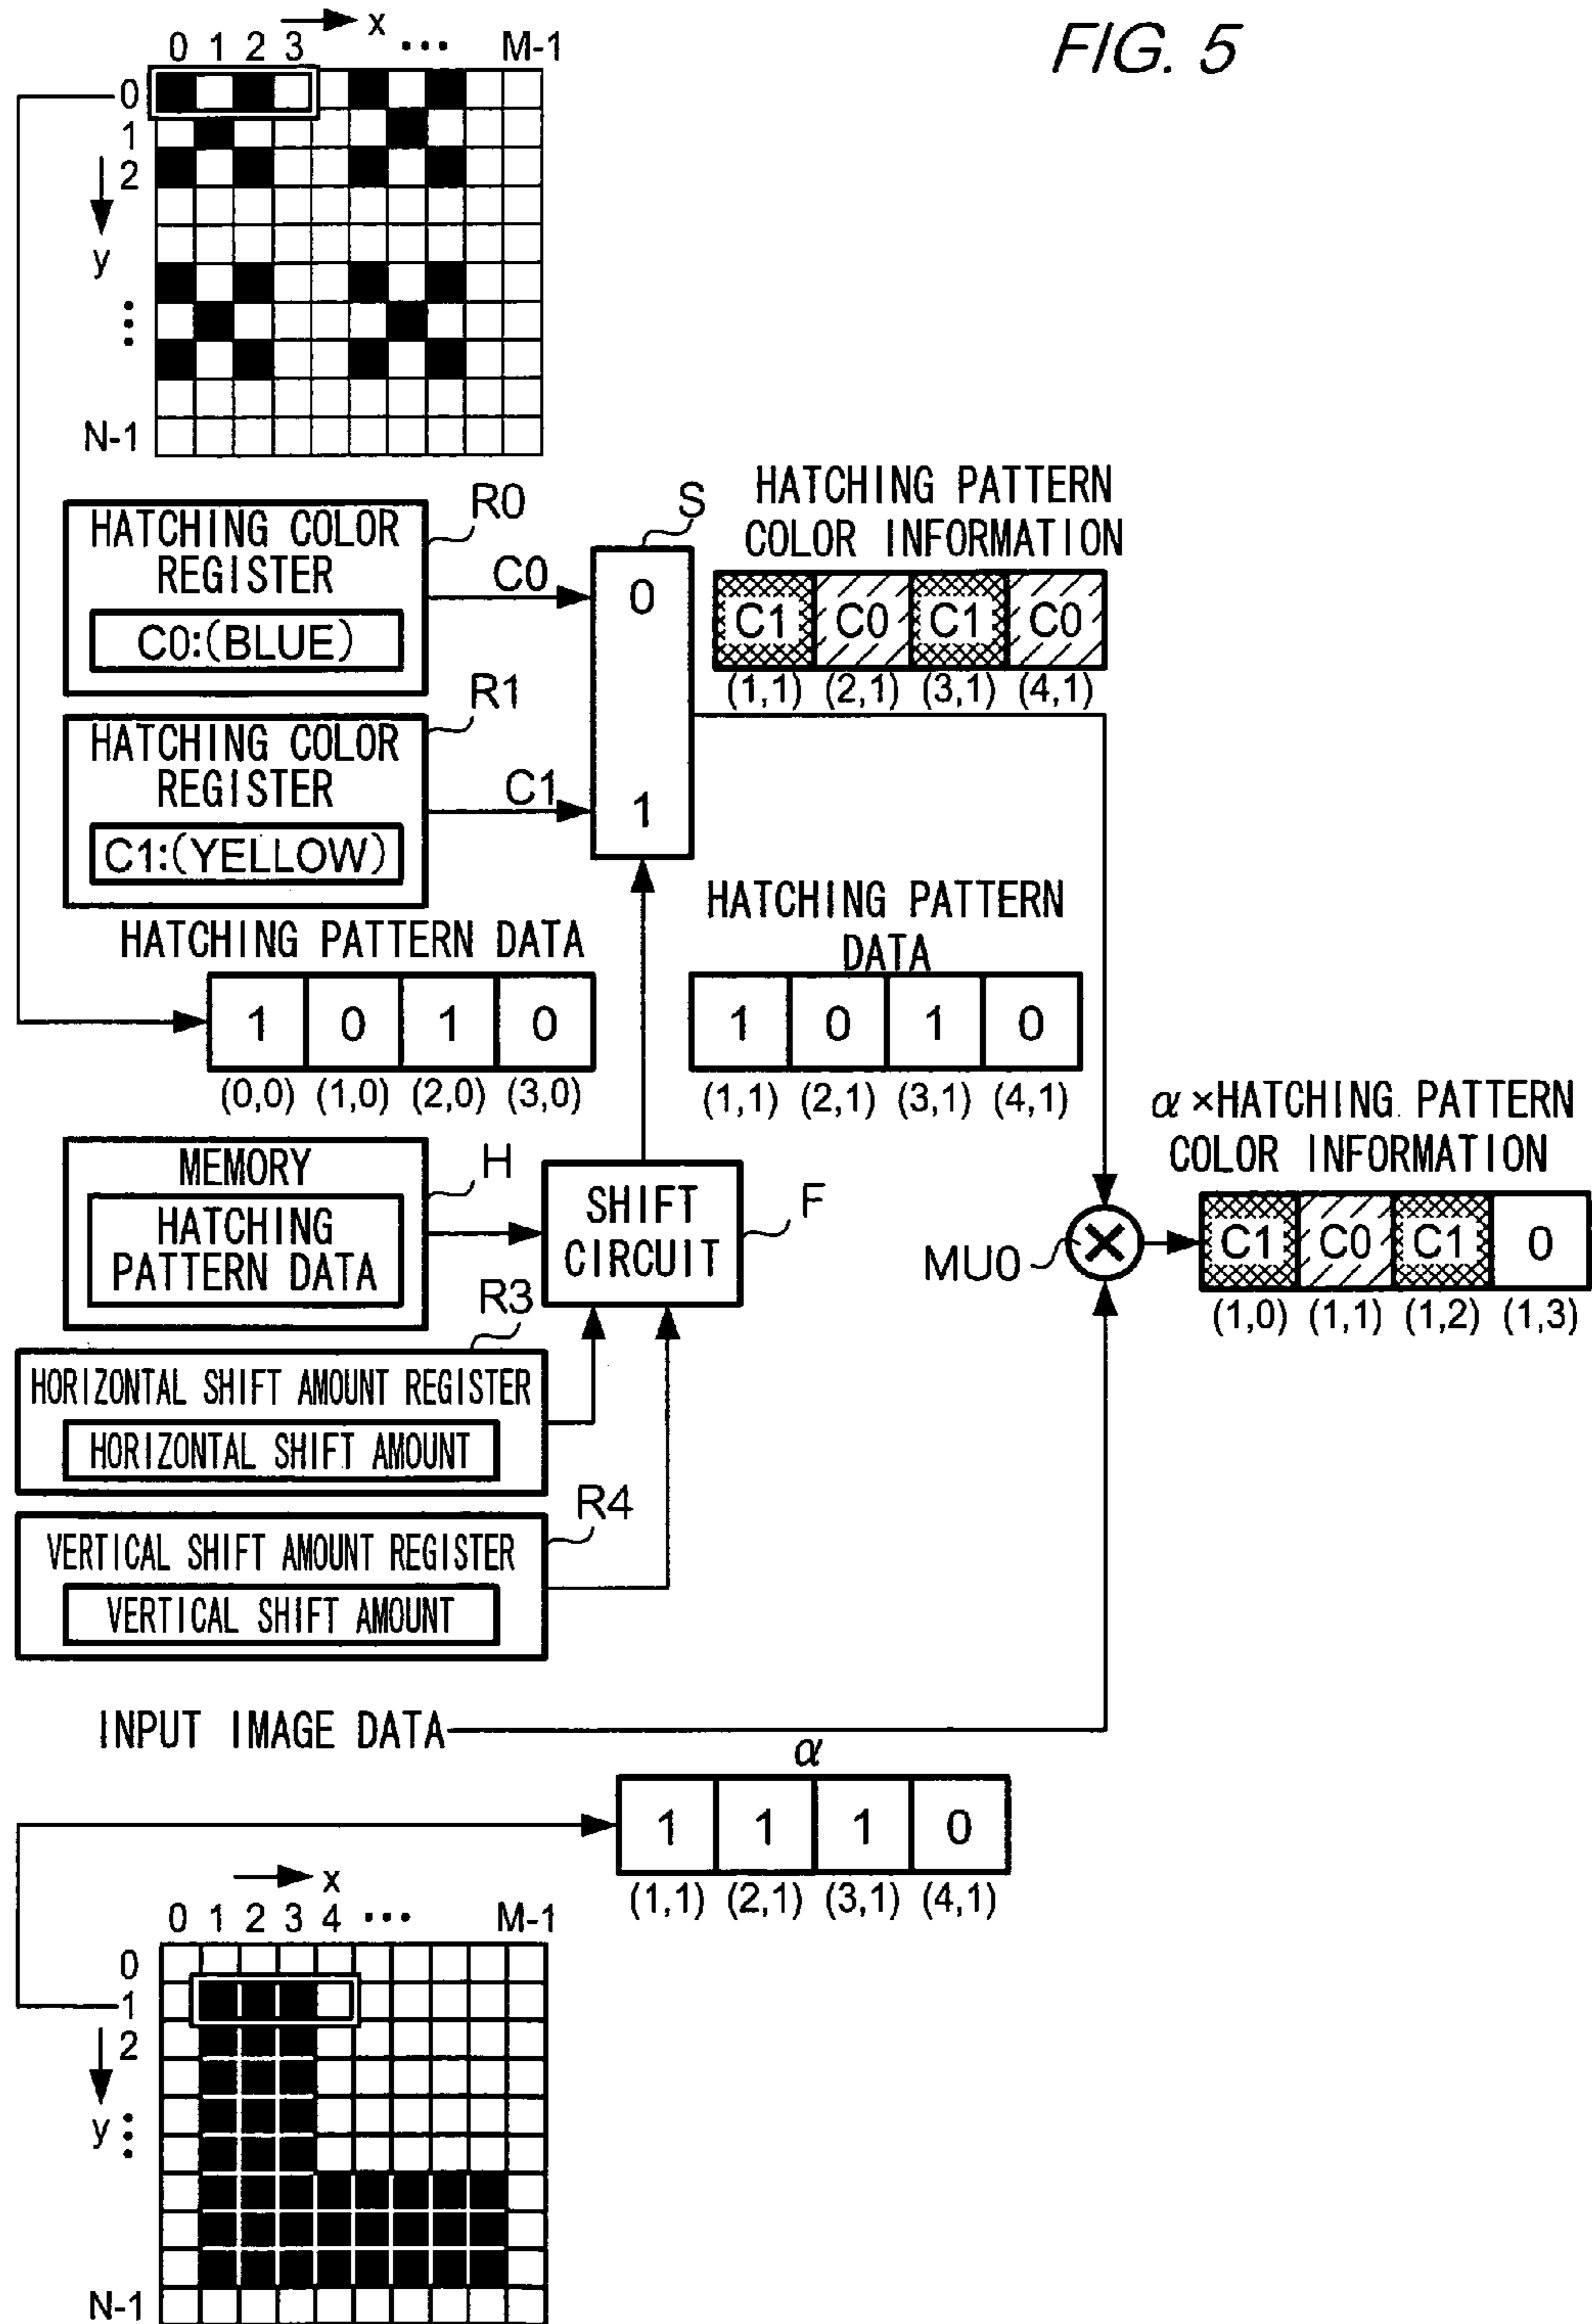 FIG. 5
x
0 1 2 3 ... M-1
0
1
2
y
N-1
HATCHING COLOR
REGISTER
C0:(BLUE)
R0
C0
HATCHING COLOR
REGISTER
C1:(YELLOW)
R1
C1
S
0
1
HATCHING PATTERN
COLOR INFORMATION
C1 C0 C1 C0
(1,1) (2,1) (3,1) (4,1)
HATCHING PATTERN DATA
1 0 1 0
(0,0) (1,0) (2,0) (3,0)
HATCHING PATTERN
DATA
1 0 1 0
(1,1) (2,1) (3,1) (4,1)
MEMORY
HATCHING
PATTERN DATA
H
SHIFT
CIRCUIT
F
MU0
α×HATCHING PATTERN
COLOR INFORMATION
C1 C0 C1 0
(1,0) (1,1) (1,2) (1,3)
R3
HORIZONTAL SHIFT AMOUNT REGISTER
HORIZONTAL SHIFT AMOUNT
R4
VERTICAL SHIFT AMOUNT REGISTER
VERTICAL SHIFT AMOUNT
INPUT IMAGE DATA
α
1 1 1 0
(1,1) (2,1) (3,1) (4,1)
x
0 1 2 3 4 ... M-1
0
1
2
y
N-1